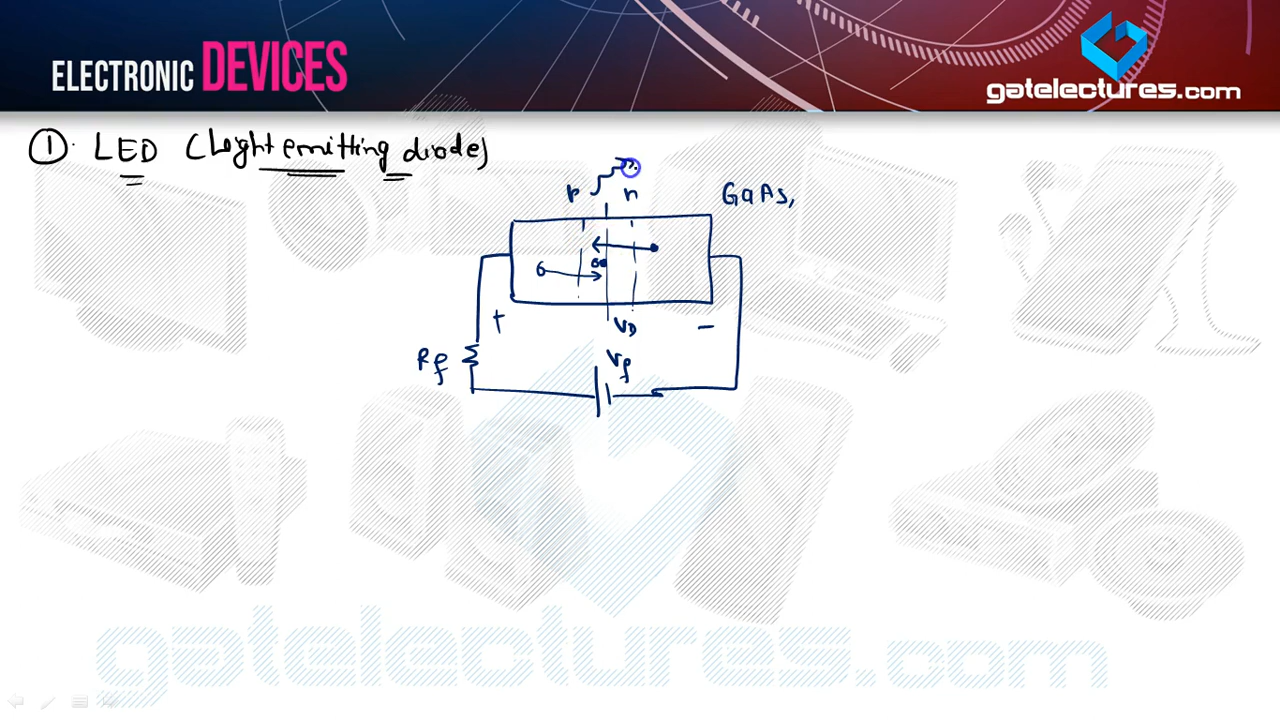 ELECTRONIC DEVICES
gatelectures.com
① LED (Light emitting diode)
p n GaAs,
+ VD −
Rf Vf
gatelectures.com